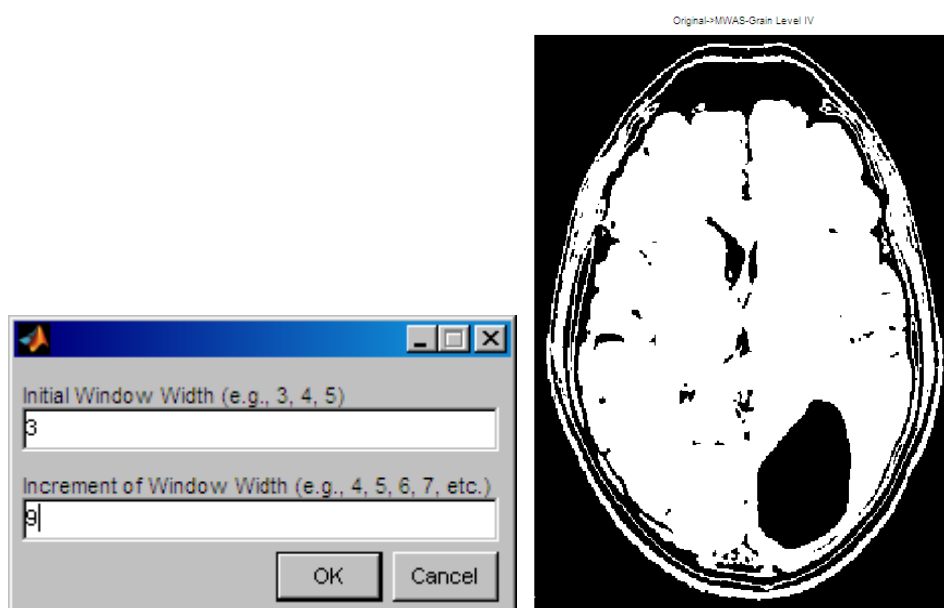 Original->MWAS-Grain Level IV
Initial Window Width (e.g., 3, 4, 5)
3
Increment of Window Width (e.g., 4, 5, 6, 7, etc.)
9
OK
Cancel